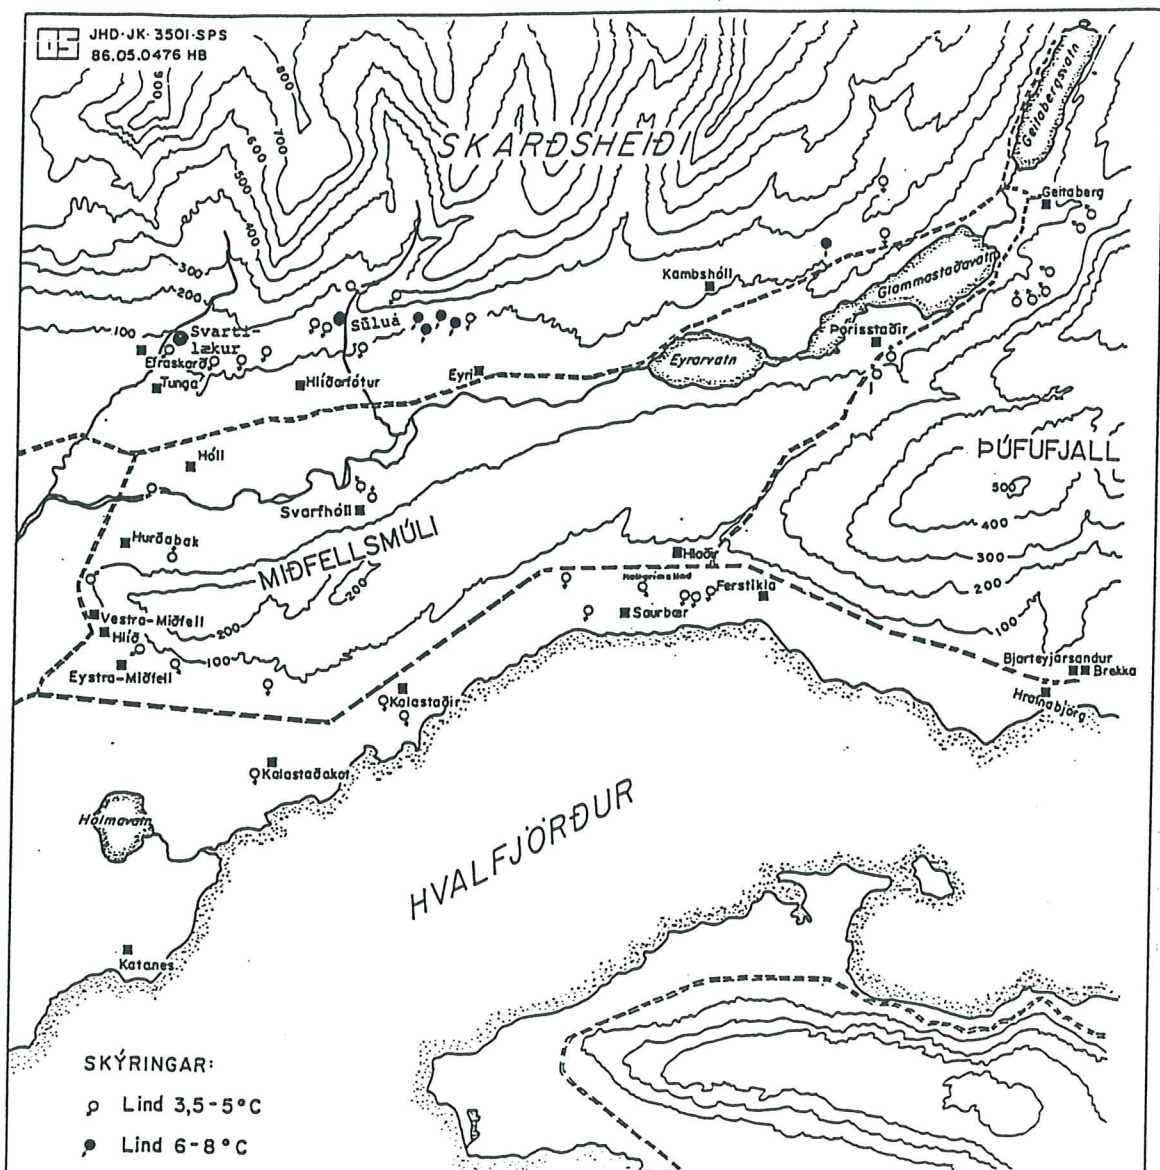 JHD·JK·3501·SPS
86.05.0476 HB
900
800
700
600
500
400
300
200
100
SKARÐSHEIÐI
Geitabergsvatn
Geitaberg
Glammastaðavatn
Kambshóll
Þórisstaðir
Eyrarvatn
Súluá
Svarti-
lækur
Efraskarð
Tunga
Hlíðarfótur
Eyri
Hóll
ÞÚFUFJALL
500
400
300
200
100
Svarfhóll
Hurðabak
MIÐFELLSMÚLI
200
200
100
Hlaðir
Hallgrímslind
Ferstikla
Saurbær
Vestra-Miðfell
Hlíð
Eystra-Miðfell
Bjarteyjarsandur
Brekka
Hrafnabjörg
Kalastaðir
Kalastaðakot
Hólmavatn
HVALFJÖRÐUR
Katanes
SKÝRINGAR:
Lind 3,5-5°C
Lind 6-8°C